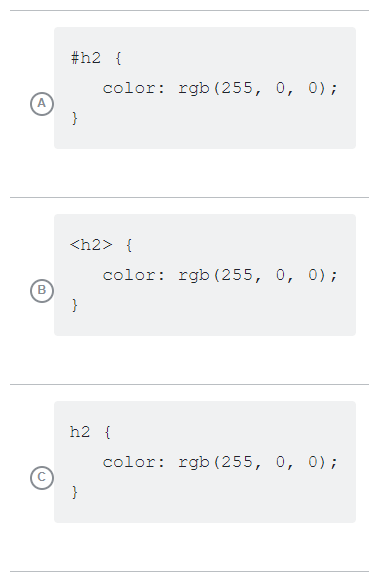 #h2 {
color: rgb(255, 0, 0);
A
}
<h2> {
color: rgb(255, 0, 0);
B
}
h2 {
color: rgb(255, 0, 0);
C
}